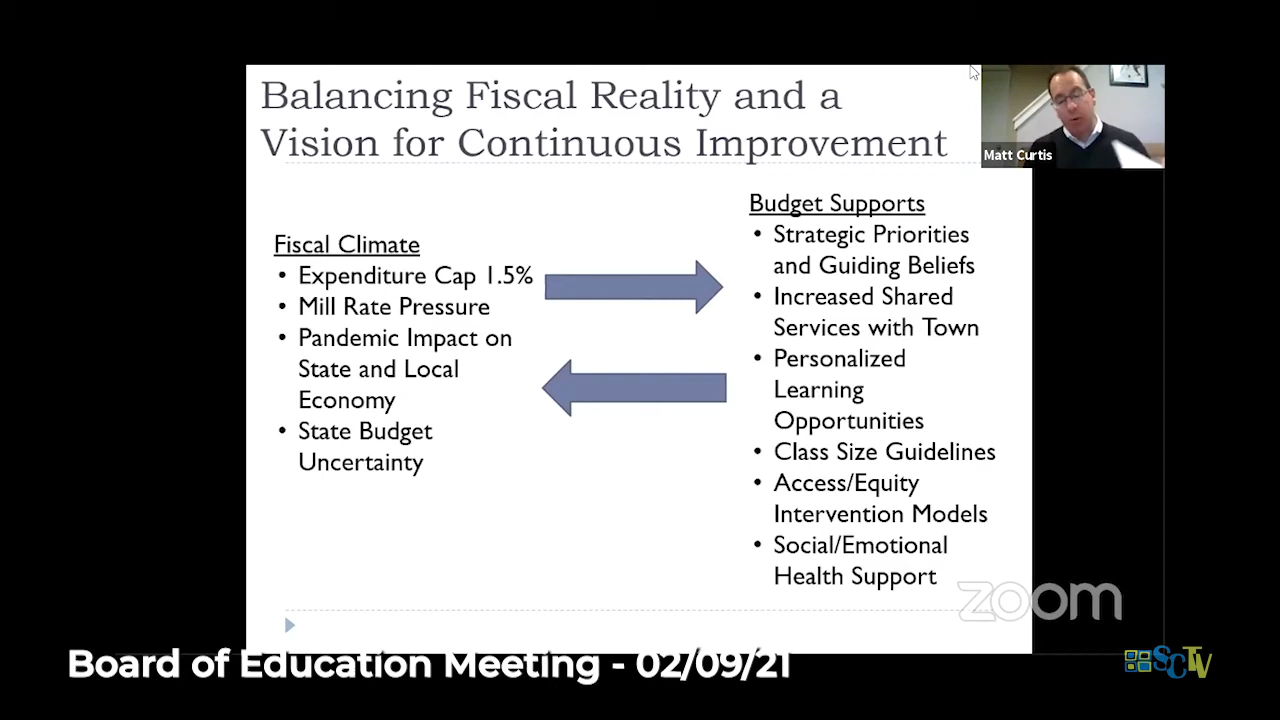 Balancing Fiscal Reality and a
Vision for Continuous Improvement
Matt Curtis
Fiscal Climate
• Expenditure Cap 1.5%
• Mill Rate Pressure
• Pandemic Impact on
State and Local
Economy
• State Budget
Uncertainty
Budget Supports
• Strategic Priorities
and Guiding Beliefs
• Increased Shared
Services with Town
• Personalized
Learning
Opportunities
• Class Size Guidelines
• Access/Equity
Intervention Models
• Social/Emotional
Health Support
zoom
Board of Education Meeting - 02/09/21
SCTV